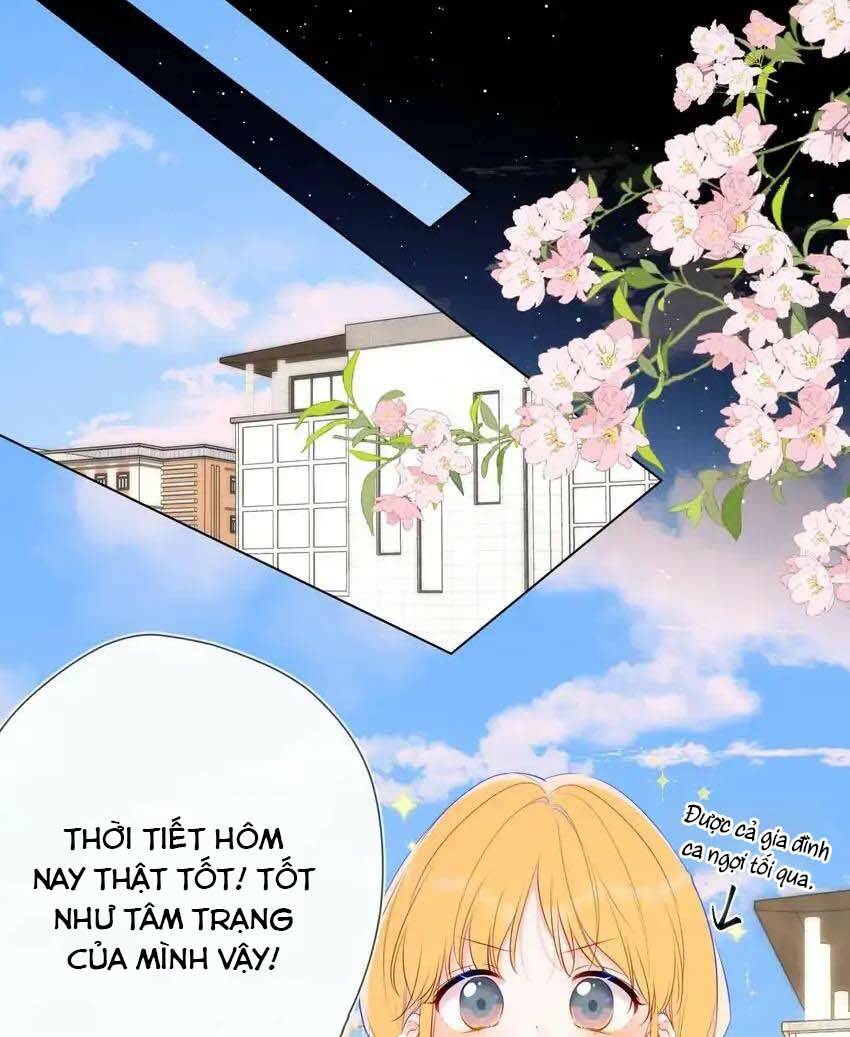 Được cả gia đình
ca ngợi tối qua.
THỜI TIẾT HÔM
NAY THẬT TỐT! TỐT
NHƯ TÂM TRẠNG
CỦA MÌNH VẬY!